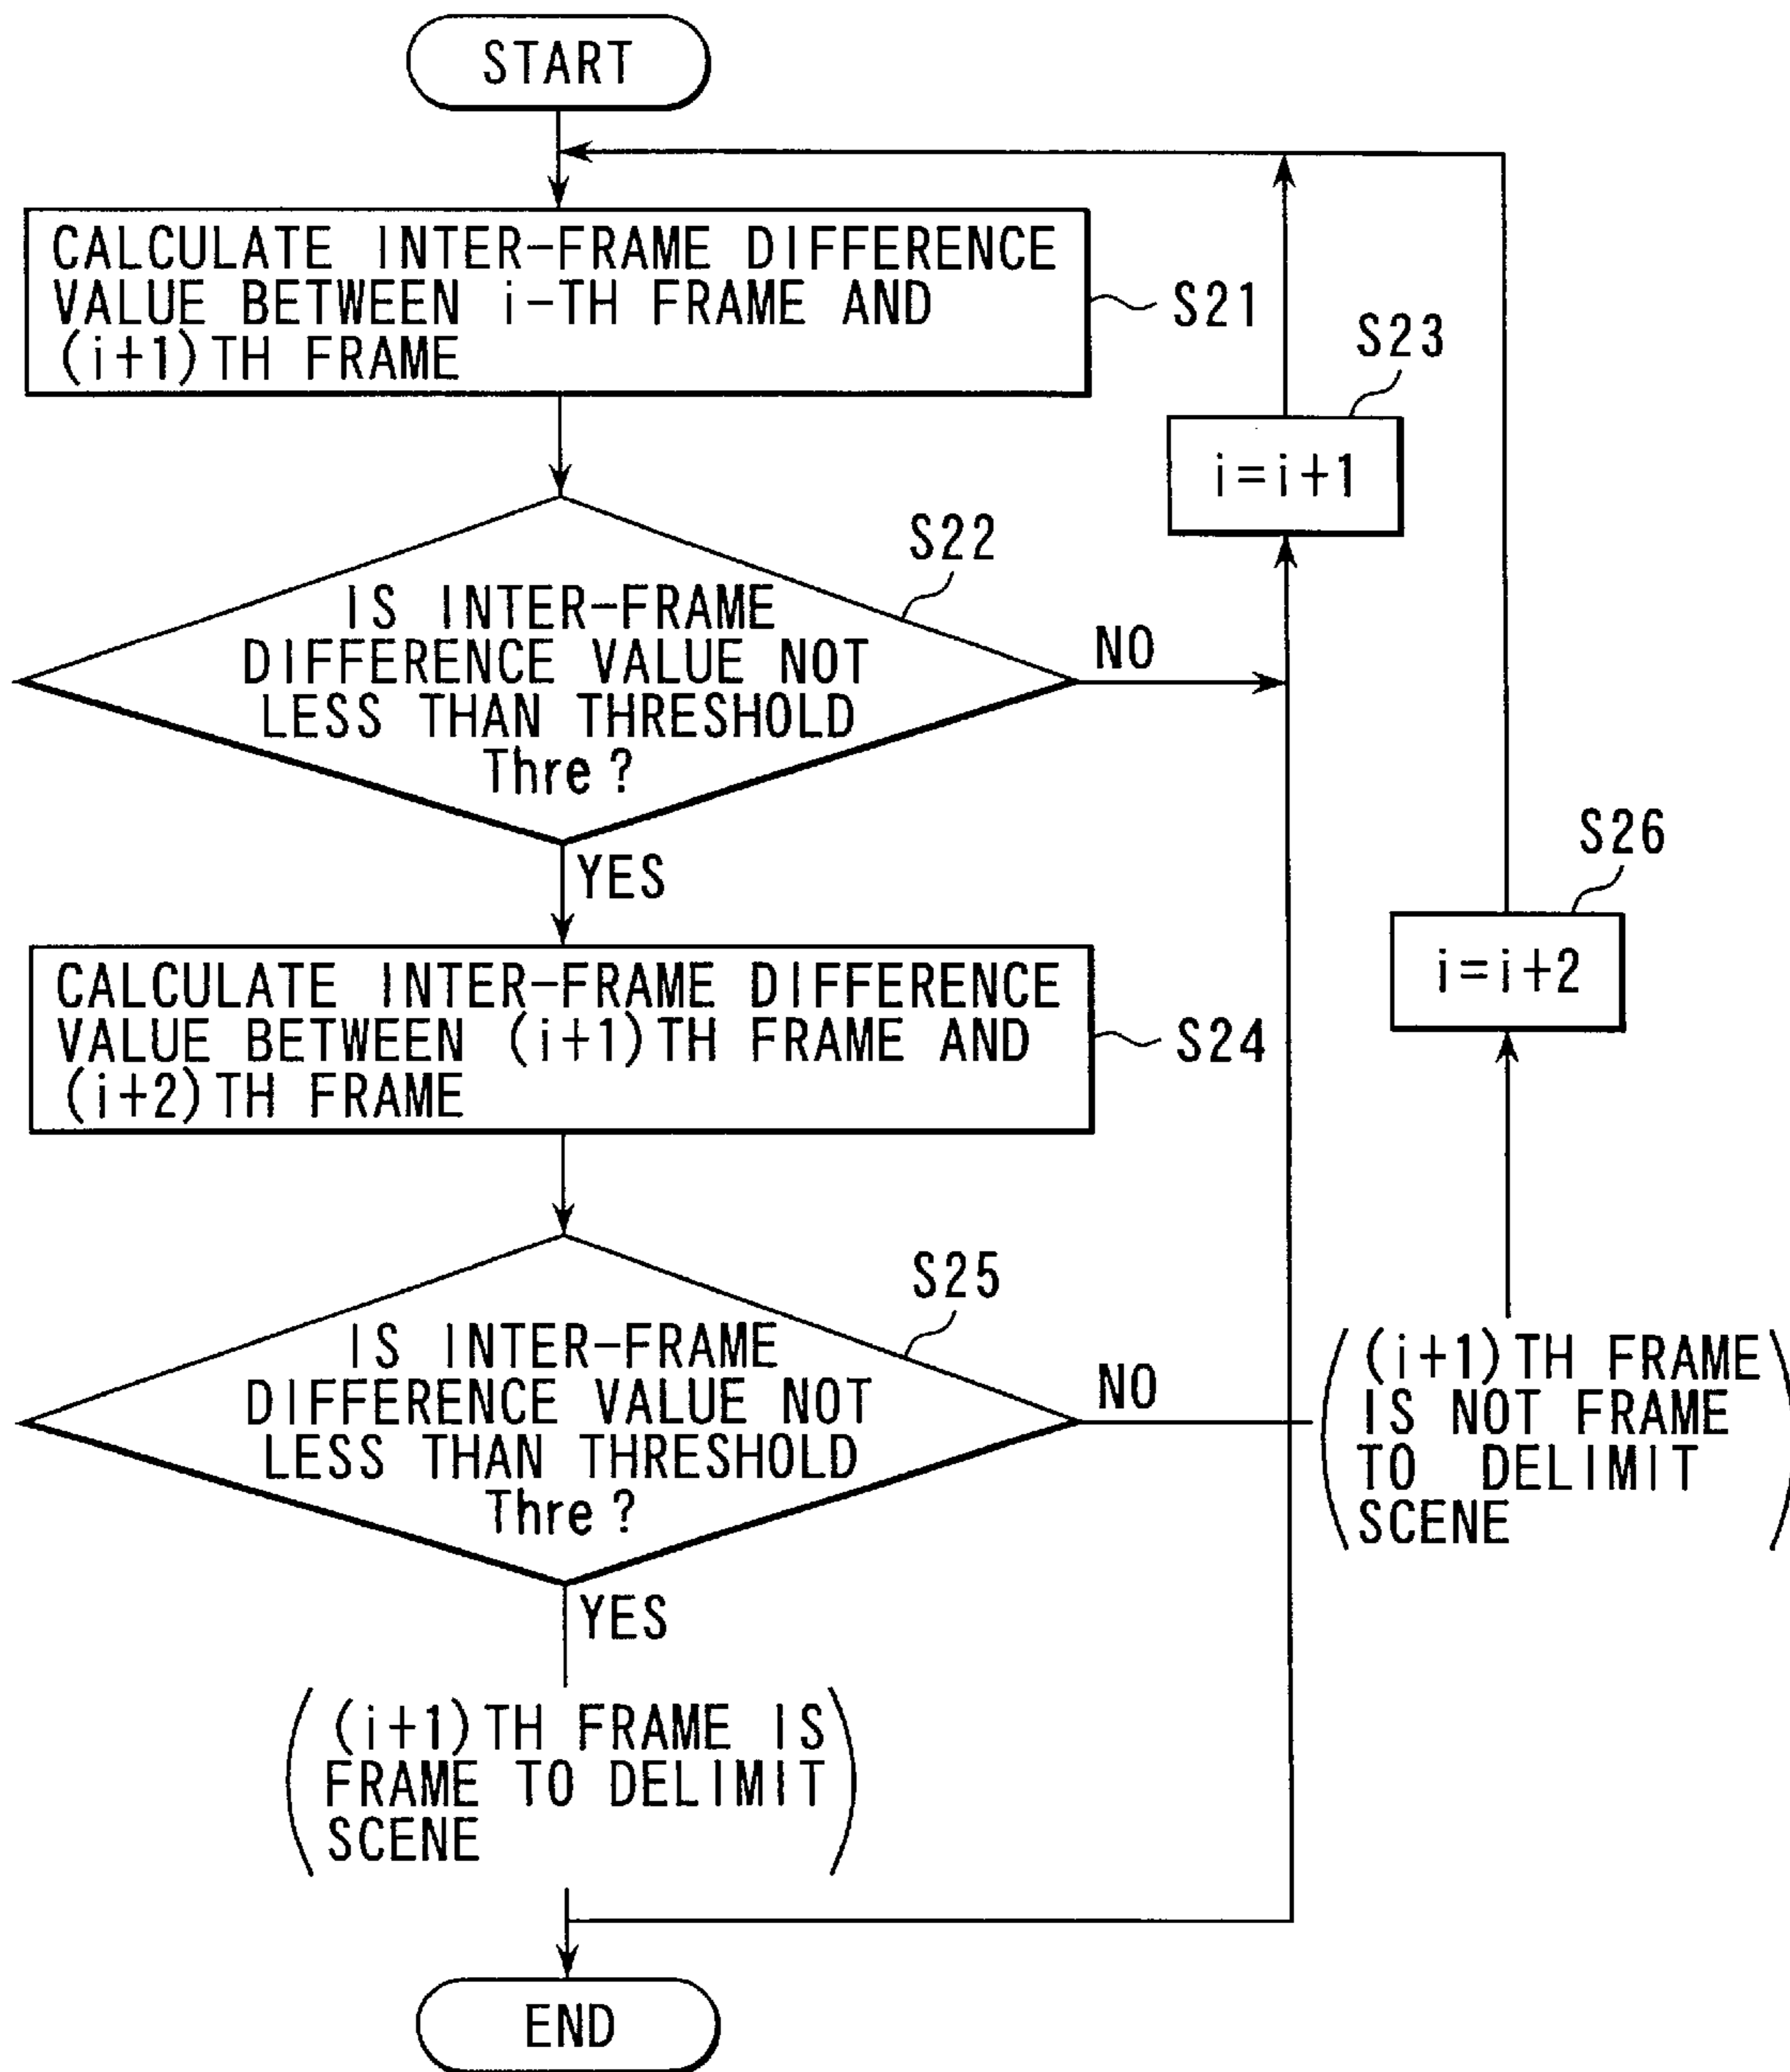 START
CALCULATE INTER-FRAME DIFFERENCE
VALUE BETWEEN i-TH FRAME AND
(i+1)TH FRAME
S21
S23
i=i+1
S22
IS INTER-FRAME
DIFFERENCE VALUE NOT
LESS THAN THRESHOLD
Thre?
NO
YES
S26
i=i+2
CALCULATE INTER-FRAME DIFFERENCE
VALUE BETWEEN (i+1)TH FRAME AND
(i+2)TH FRAME
S24
S25
IS INTER-FRAME
DIFFERENCE VALUE NOT
LESS THAN THRESHOLD
Thre?
NO
((i+1)TH FRAME
IS NOT FRAME
TO DELIMIT
SCENE)
YES
((i+1)TH FRAME IS
FRAME TO DELIMIT
SCENE)
END